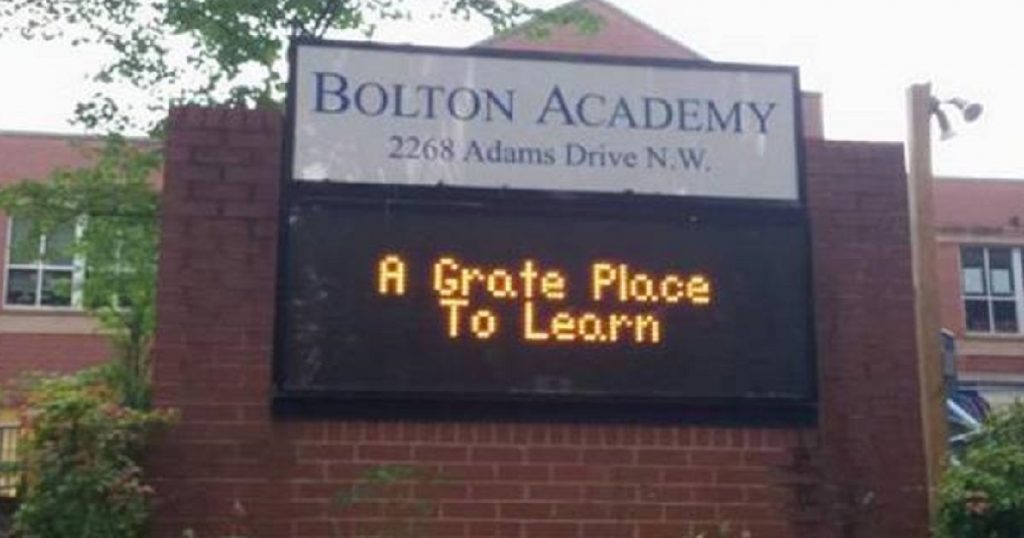 BOLTON ACADEMY
2268 Adams Drive N.W.
A Grate Place
To Learn